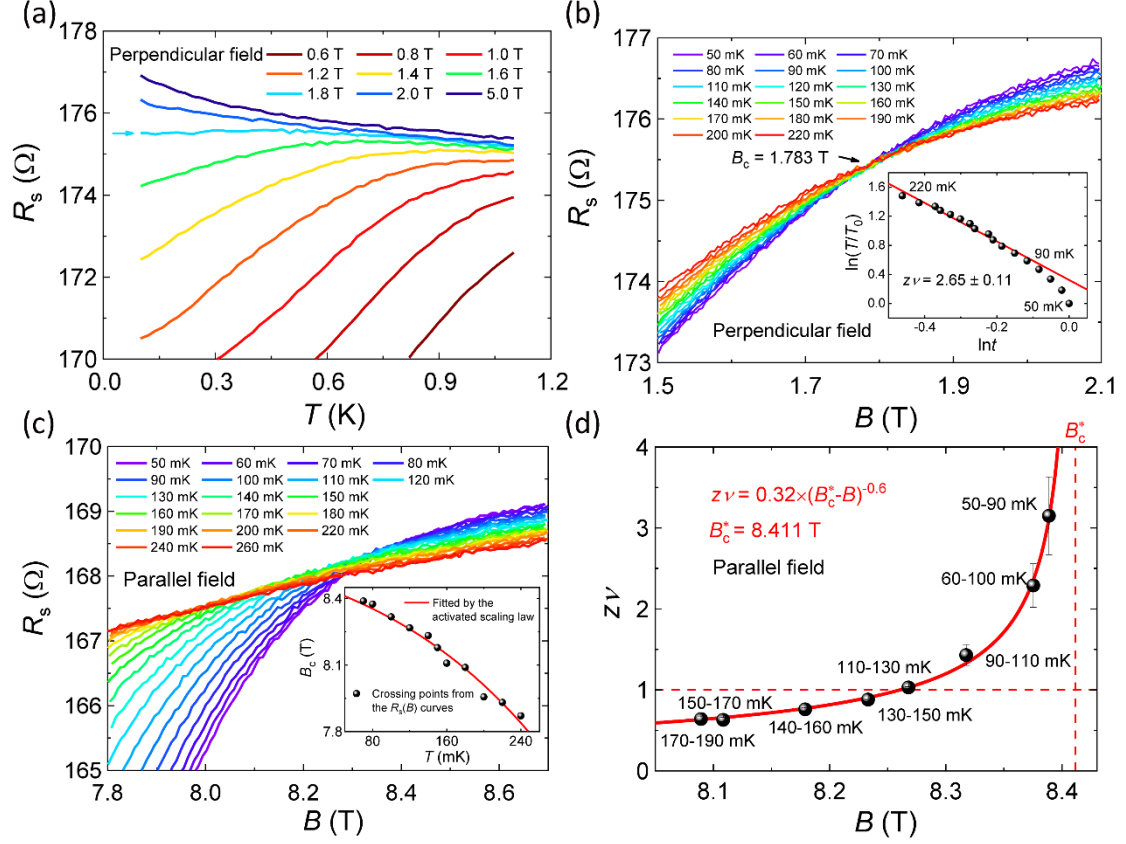 (a)
178
176
174
172
170
Rs (Ω)
Perpendicular field
0.6 T 0.8 T 1.0 T
1.2 T 1.4 T 1.6 T
1.8 T 2.0 T 5.0 T
0.0 0.3 0.6 0.9 1.2
T (K)
(b)
177
176
175
174
173
Rs (Ω)
50 mK 60 mK 70 mK
80 mK 90 mK 100 mK
110 mK 120 mK 130 mK
140 mK 150 mK 160 mK
170 mK 180 mK 190 mK
200 mK 220 mK
Bc = 1.783 T
Perpendicular field
1.6
1.2
0.8
0.4
0.0
ln(T/T0)
220 mK
90 mK
zν = 2.65 ± 0.11
50 mK
-0.4 -0.2 0.0
lnt
1.5 1.7 1.9 2.1
B (T)
(c)
170
169
168
167
166
165
Rs (Ω)
50 mK 60 mK 70 mK 80 mK
90 mK 100 mK 110 mK 120 mK
130 mK 140 mK 150 mK
160 mK 170 mK 180 mK
190 mK 200 mK 220 mK
240 mK 260 mK
Parallel field
8.4
8.1
7.8
Bc (T)
Fitted by the
activated scaling law
Crossing points from
the Rs(B) curves
80 160 240
T (mK)
7.8 8.0 8.2 8.4 8.6
B (T)
(d)
Bc*
4
3
2
1
0
zν
zν = 0.32×(Bc*-B)-0.6
Bc* = 8.411 T
Parallel field
50-90 mK
60-100 mK
90-110 mK
110-130 mK
130-150 mK
140-160 mK
150-170 mK
170-190 mK
8.1 8.2 8.3 8.4
B (T)